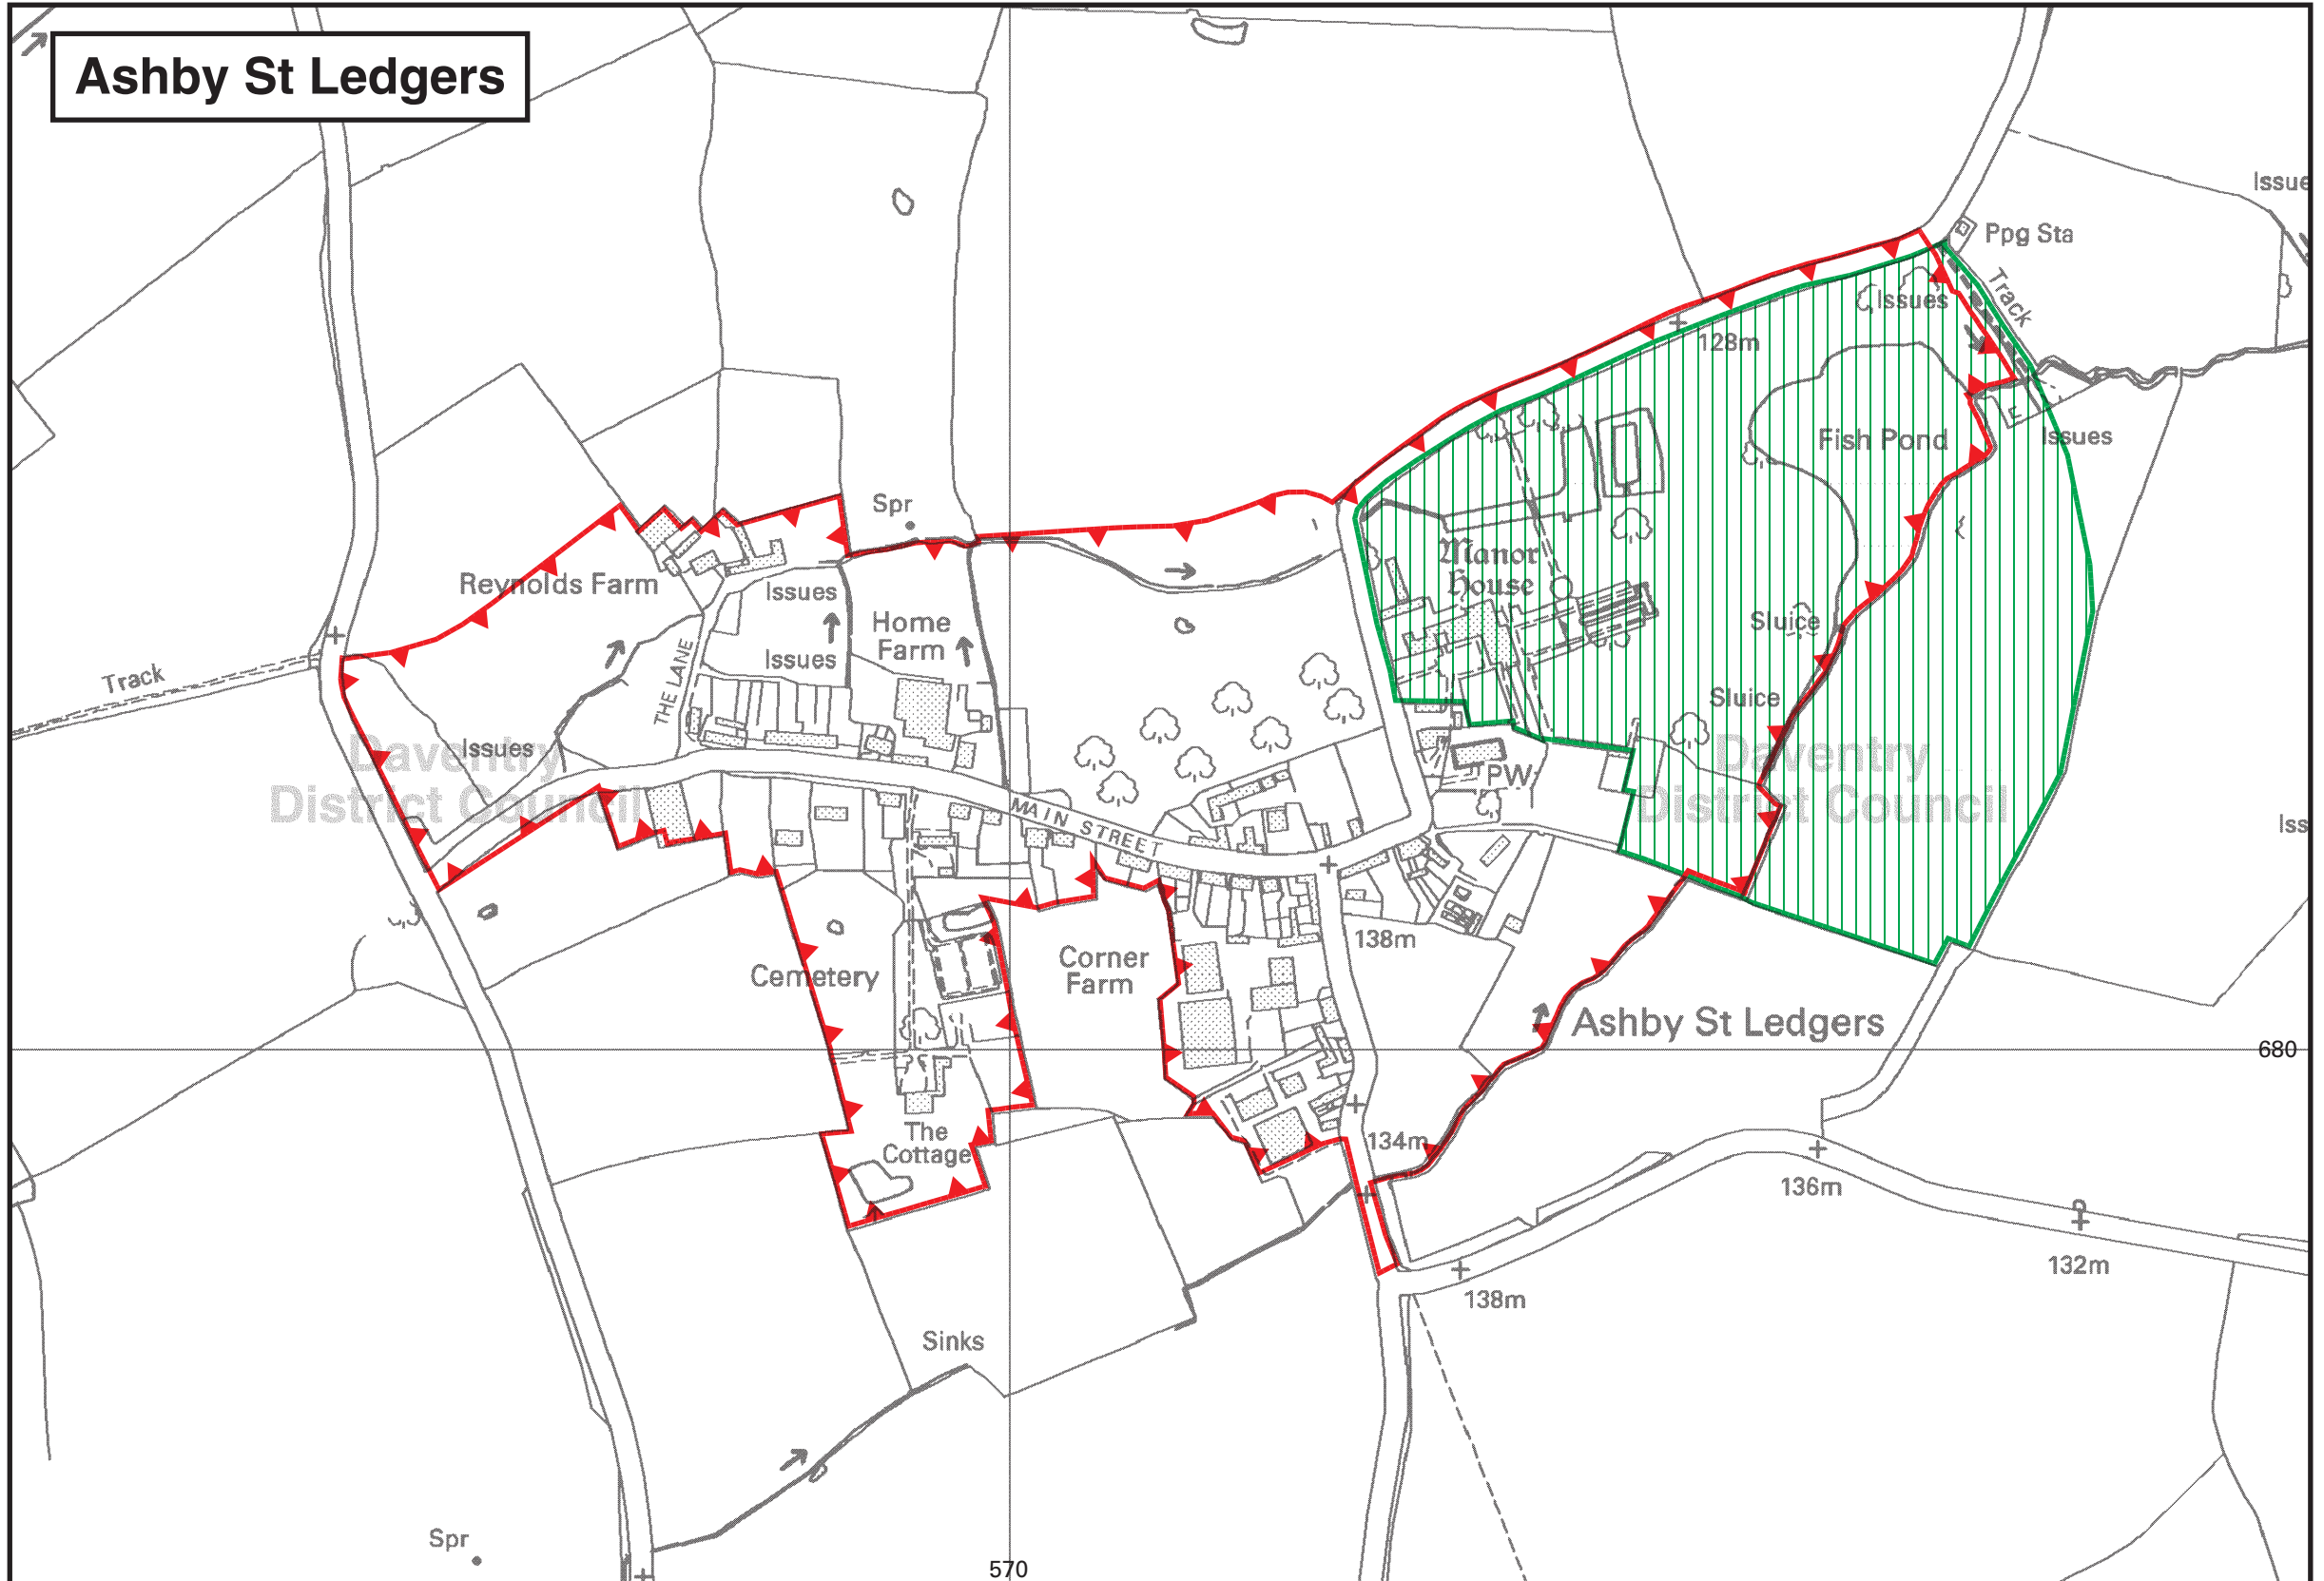 Ashby St Ledgers
Issue
Ppg Sta
Track
Issues
128m
Fish Pond
Issues
Spr
Manor
House
Reynolds Farm
Issues
Home
Farm
Issues
THE LANE
Track
Sluice
Sluice
Issues
Daventry
District Council
Daventry
District Council
PW
MAIN STREET
Iss
138m
Corner
Farm
Cemetery
Ashby St Ledgers
680
The
Cottage
134m
136m
132m
138m
Sinks
Spr
570